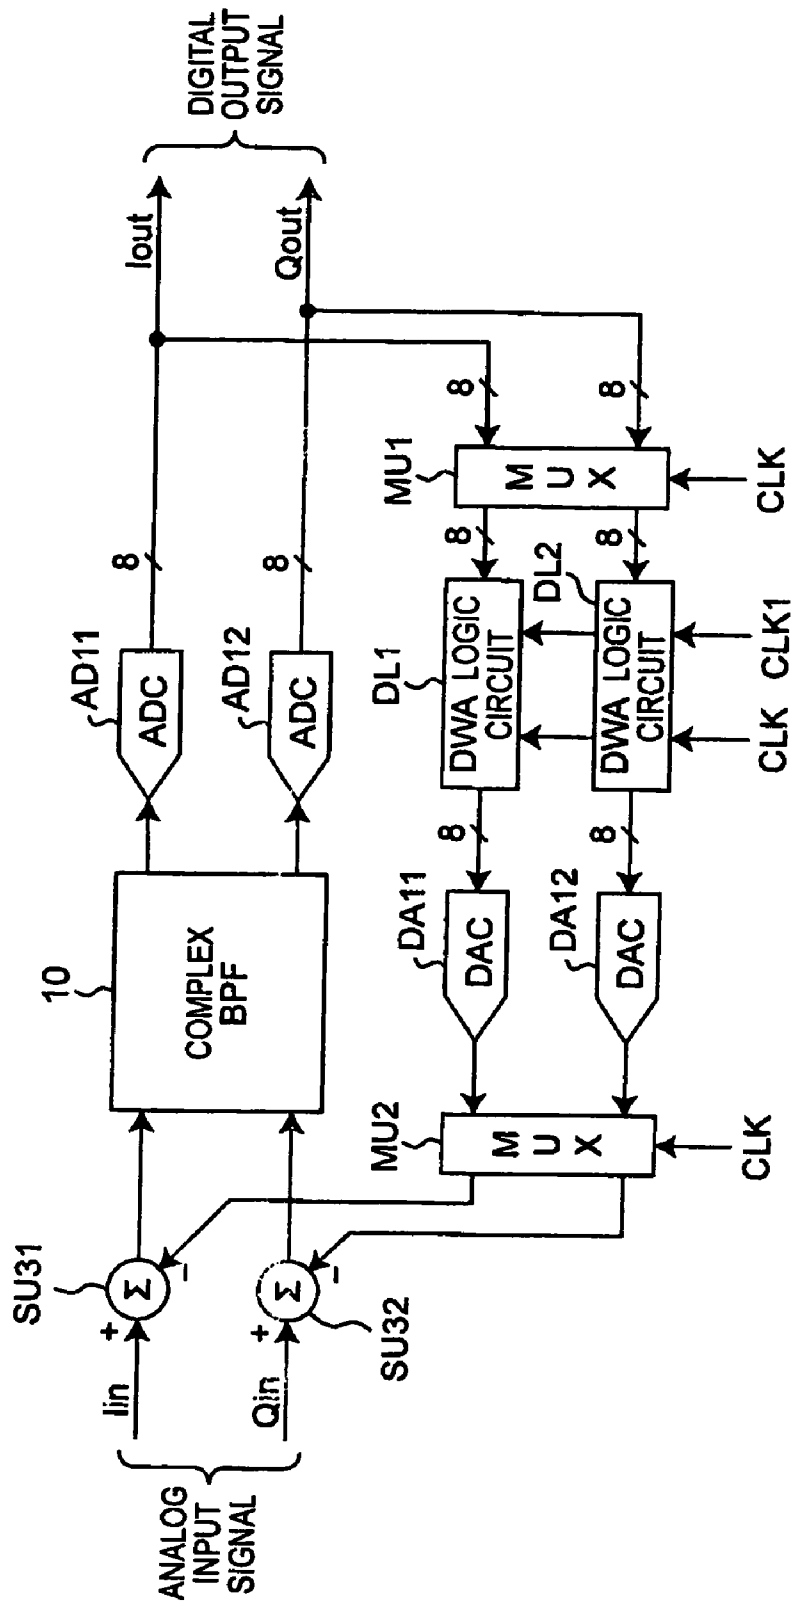 ANALOG
INPUT
SIGNAL
Iin
Qin
+
+
SU31
Σ
-
Σ
-
SU32
10
COMPLEX
BPF
AD11
ADC
AD12
ADC
8
8
Iout
Qout
DIGITAL
OUTPUT
SIGNAL
MU2
MUX
CLK
DA11
DAC
DA12
DAC
8
8
DL1
DWA LOGIC
CIRCUIT
DL2
DWA LOGIC
CIRCUIT
CLK
CLK1
8
8
MU1
MUX
CLK
8
8